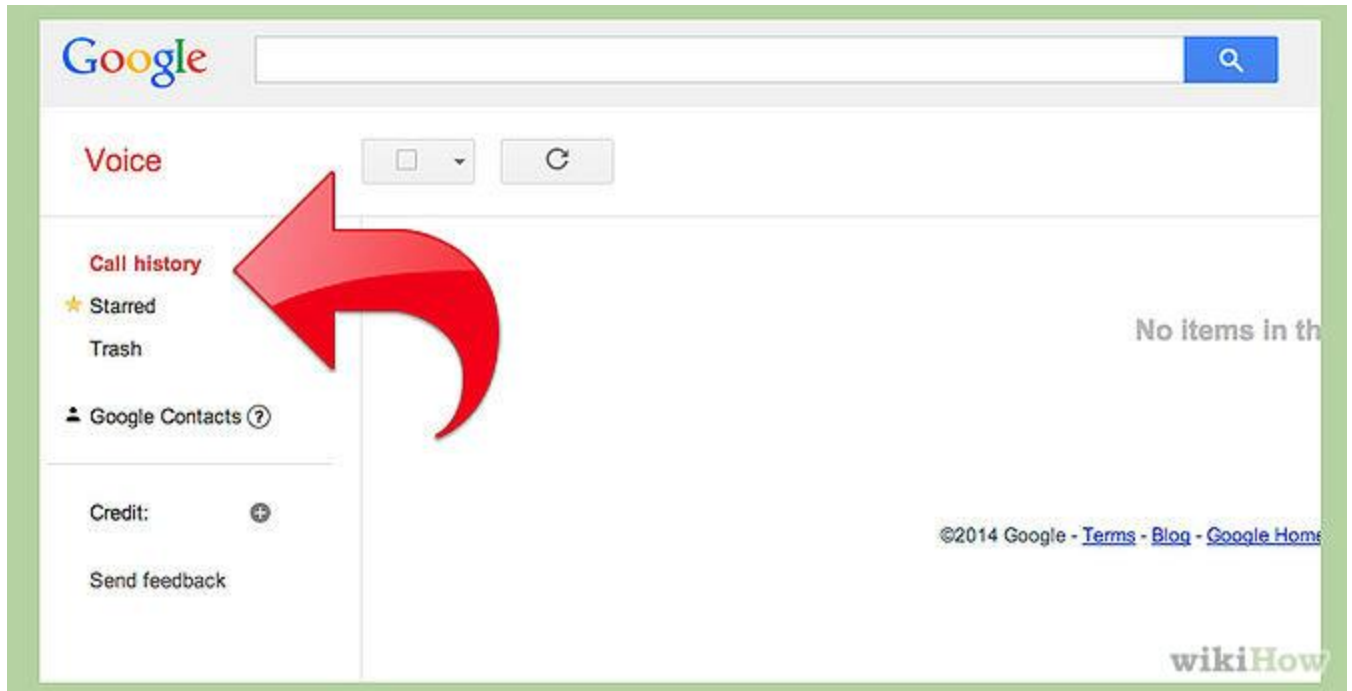 Google
Voice
Call history
Starred
Trash
Google Contacts ?
No items in th
Credit:
©2014 Google - Terms - Blog - Google Home
Send feedback
wikiHow